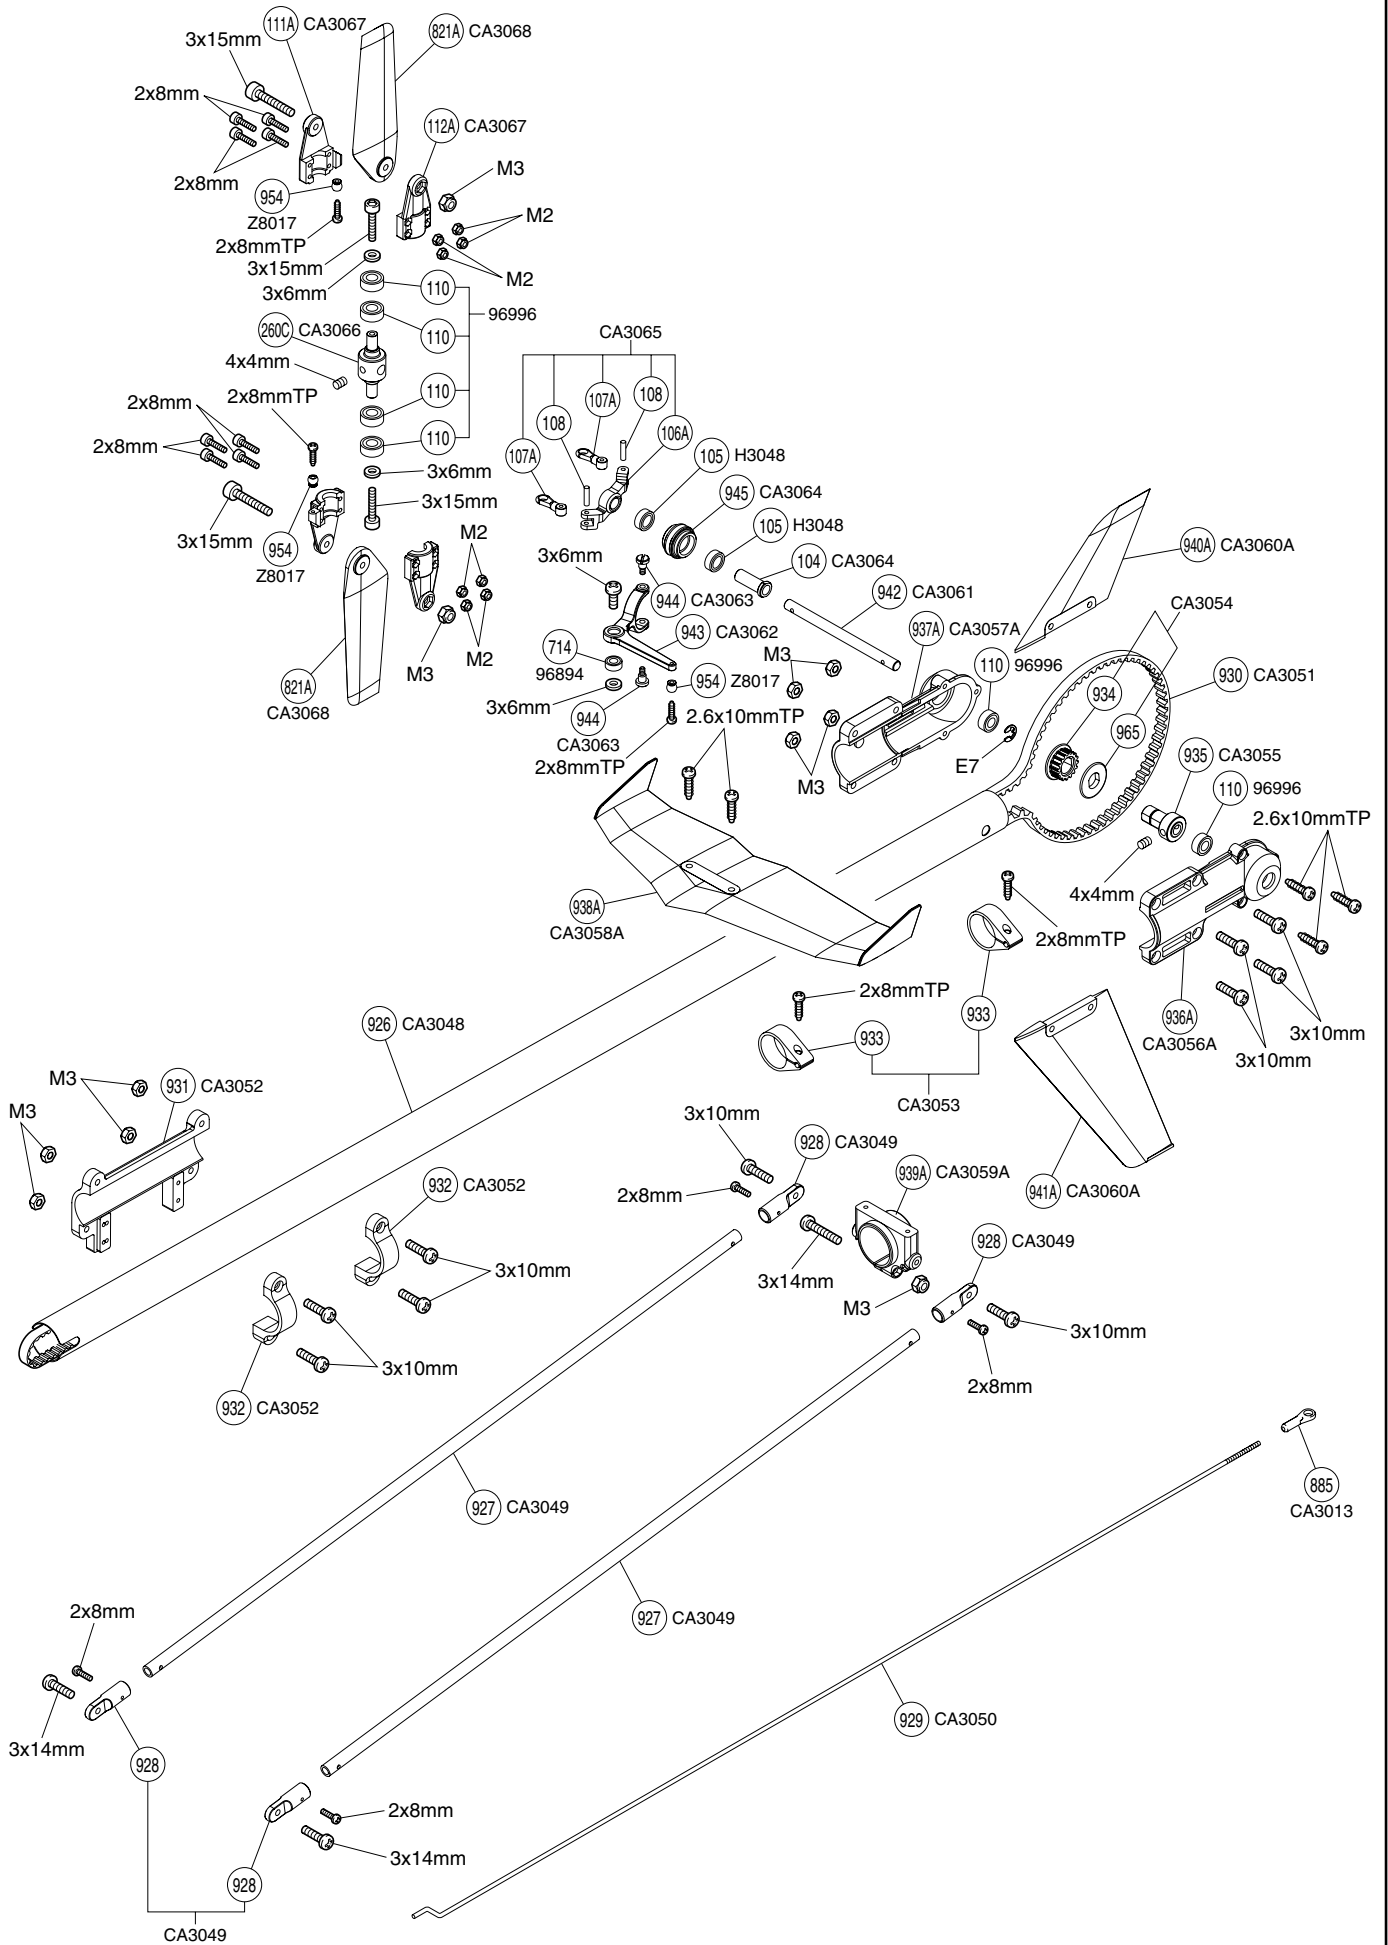 111A CA3067
3x15mm
821A CA3068
2x8mm
112A CA3067
2x8mm
M3
954
Z8017
M2
2x8mmTP
3x15mm
M2
3x6mm
110
96996
260C CA3066
110
CA3065
4x4mm
2x8mmTP
110
107A
108
2x8mm
108
106A
2x8mm
110
107A
105 H3048
3x6mm
945 CA3064
3x15mm
3x15mm
M2
105 H3048
954
Z8017
3x6mm
104 CA3064
940A CA3060A
944 CA3063
942 CA3061
CA3054
943 CA3062
937A CA3057A
714
96894
M3
M2
M3
110 96996
930 CA3051
821A
CA3068
954 Z8017
934
3x6mm
944
CA3063
2.6x10mmTP
965
935 CA3055
2x8mmTP
E7
M3
110 96996
2.6x10mmTP
4x4mm
938A
CA3058A
2x8mmTP
2x8mmTP
933
936A
CA3056A
926 CA3048
933
3x10mm
3x10mm
M3
931 CA3052
CA3053
M3
3x10mm
928 CA3049
939A CA3059A
932 CA3052
2x8mm
941A CA3060A
928 CA3049
3x10mm
3x14mm
M3
3x10mm
3x10mm
2x8mm
932 CA3052
885
CA3013
927 CA3049
2x8mm
927 CA3049
929 CA3050
3x14mm
928
2x8mm
3x14mm
928
CA3049